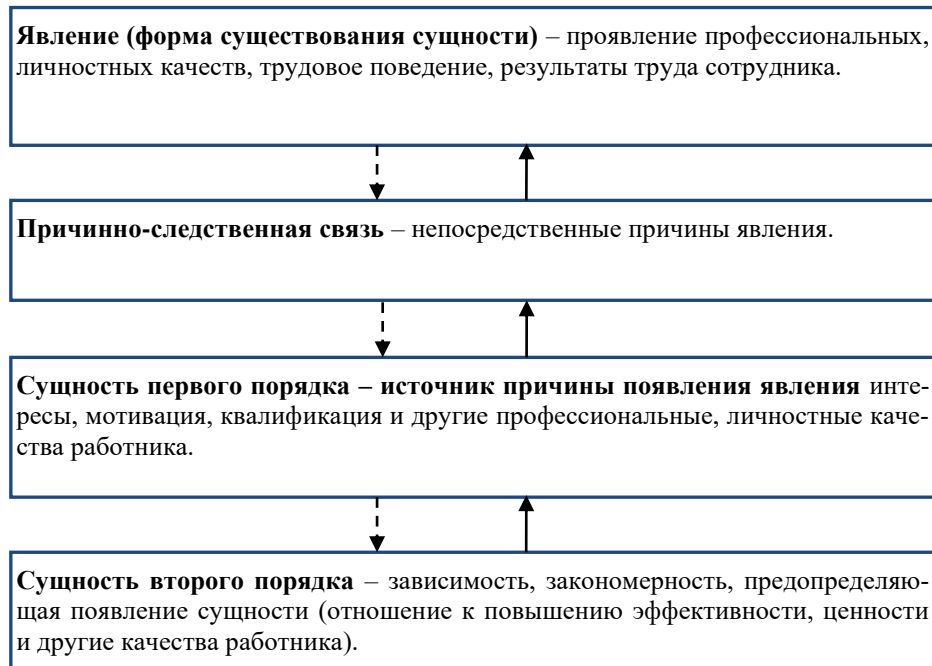 Явление (форма существования сущности) – проявление профессиональных,
личностных качеств, трудовое поведение, результаты труда сотрудника.
Причинно-следственная связь – непосредственные причины явления.
Сущность первого порядка – источник причины появления явления инте-
ресы, мотивация, квалификация и другие профессиональные, личностные каче-
ства работника.
Сущность второго порядка – зависимость, закономерность, предопределяю-
щая появление сущности (отношение к повышению эффективности, ценности
и другие качества работника).